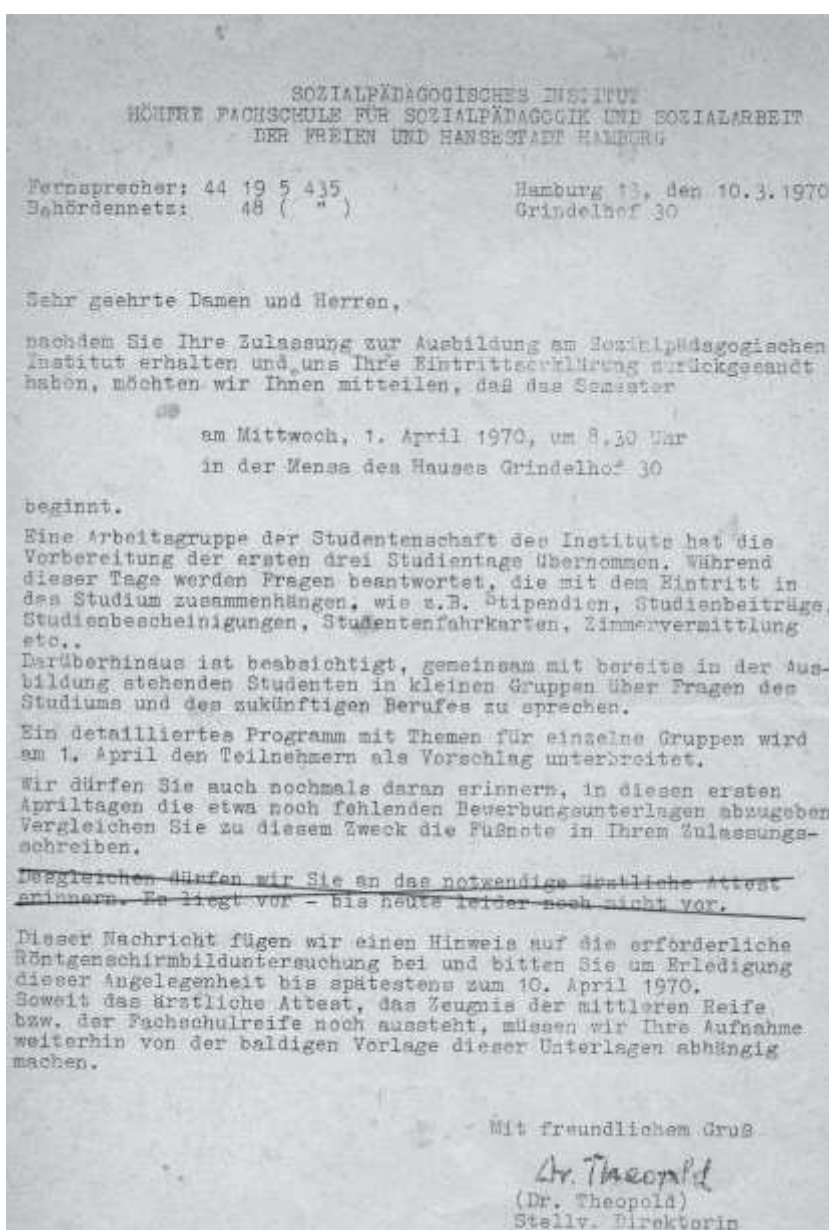 SOZIALPÄDAGOGISCHES INSTITUT
HÖHERE FACHSCHULE FÜR SOZIALPÄDAGOGIK UND SOZIALARBEIT
DER FREIEN UND HANSESTADT HAMBURG
Fernsprecher: 44 19 5 435
Behördennetz: 48 ( " )
Hamburg 13, den 10.3.1970
Grindelhof 30
Sehr geehrte Damen und Herren,
nachdem Sie Ihre Zulassung zur Ausbildung am Sozialpädagogischen
Institut erhalten und uns Ihre Eintrittserklärung zurückgesandt
haben, möchten wir Ihnen mitteilen, daß das Semester
am Mittwoch, 1. April 1970, um 8.30 Uhr
in der Mensa des Hauses Grindelhof 30
beginnt.
Eine Arbeitsgruppe der Studentenschaft des Instituts hat die
Vorbereitung der ersten drei Studientage übernommen. Während
dieser Tage werden Fragen beantwortet, die mit dem Eintritt in
das Studium zusammenhängen, wie z.B. Stipendien, Studienbeiträge,
Studienbescheinigungen, Studentenfahrkarten, Zimmervermittlung
etc..
Darüberhinaus ist beabsichtigt, gemeinsam mit bereits in der Aus-
bildung stehenden Studenten in kleinen Gruppen über Fragen des
Studiums und des zukünftigen Berufes zu sprechen.
Ein detailliertes Programm mit Themen für einzelne Gruppen wird
am 1. April den Teilnehmern als Vorschlag unterbreitet.
Wir dürfen Sie auch nochmals daran erinnern, in diesen ersten
Apriltagen die etwa noch fehlenden Bewerbungsunterlagen abzugeben
Vergleichen Sie zu diesem Zweck die Fußnote in Ihrem Zulassungs-
schreiben.
Desgleichen dürfen wir Sie an das notwendige ärztliche Attest
erinnern. Es liegt vor - bis heute leider noch nicht vor.
Dieser Nachricht fügen wir einen Hinweis auf die erforderliche
Röntgenschirmbilduntersuchung bei und bitten Sie um Erledigung
dieser Angelegenheit bis spätestens zum 10. April 1970.
Soweit das ärztliche Attest, das Zeugnis der mittleren Reife
bzw. der Fachschulreife noch aussteht, müssen wir Ihre Aufnahme
weiterhin von der baldigen Vorlage dieser Unterlagen abhängig
machen.
Mit freundlichem Gruß
Dr. Theopold
(Dr. Theopold)
Stellv. Direktorin